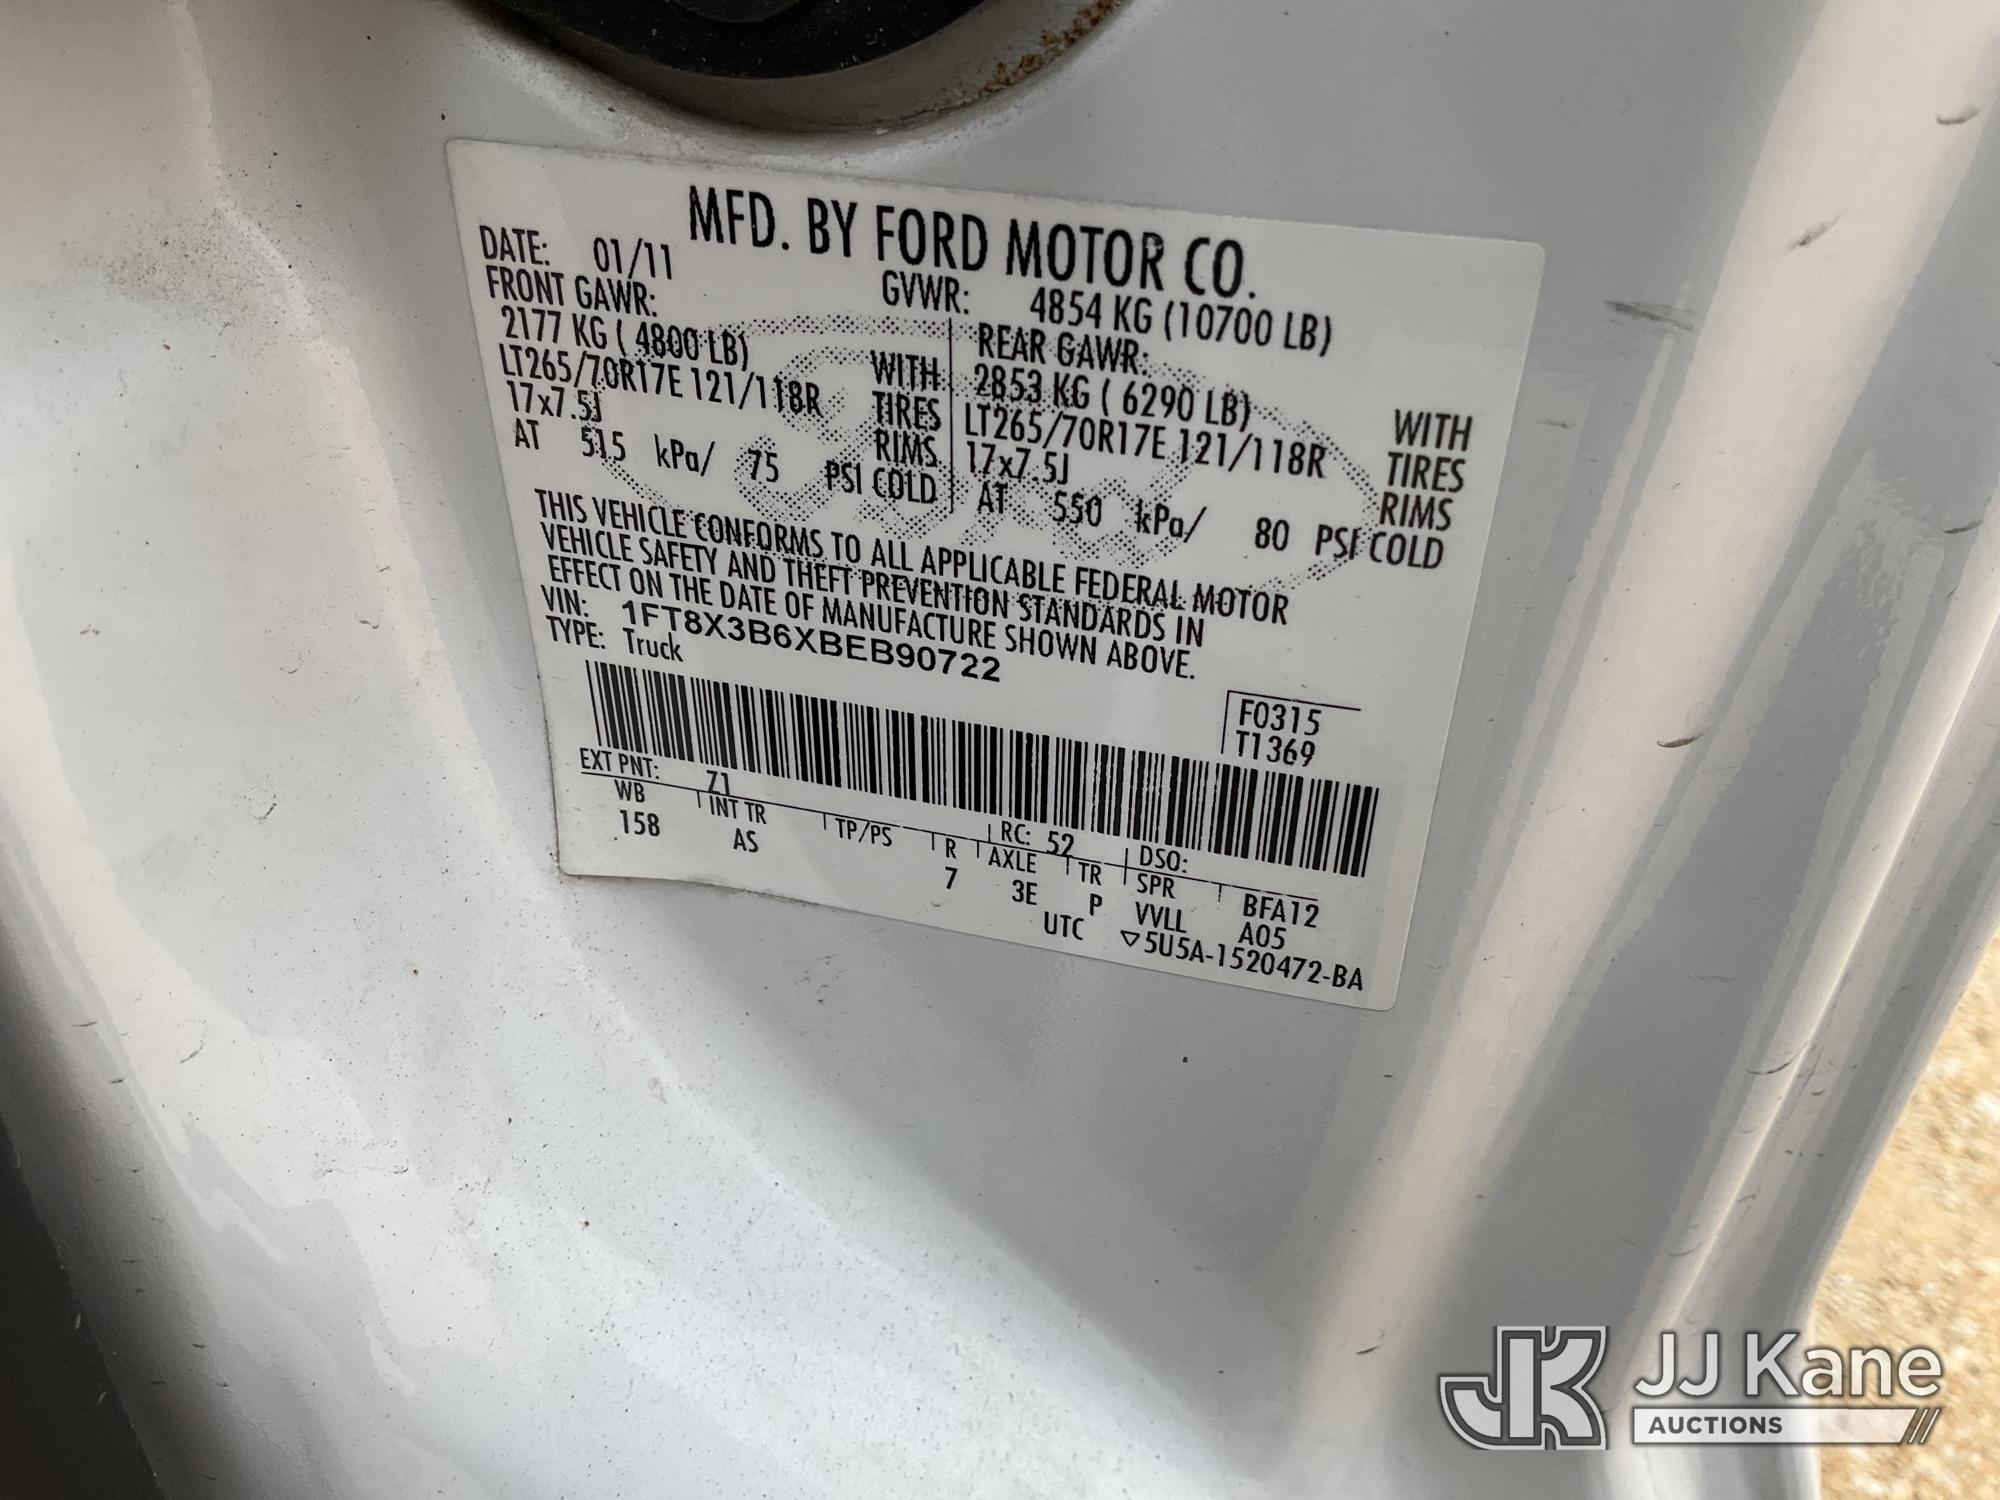 MFD. BY FORD MOTOR CO.
DATE: 01/11 GVWR: 4854 KG (10700 LB)
FRONT GAWR: REAR GAWR:
2177 KG ( 4800 LB) WITH 2853 KG ( 6290 LB) WITH
LT265/70R17E 121/118R TIRES LT265/70R17E 121/118R TIRES
17x7.5J RIMS 17x7.5J RIMS
AT 515 kPa/ 75 PSI COLD AT 550 kPa/ 80 PSI COLD
THIS VEHICLE CONFORMS TO ALL APPLICABLE FEDERAL MOTOR
VEHICLE SAFETY AND THEFT PREVENTION STANDARDS IN
EFFECT ON THE DATE OF MANUFACTURE SHOWN ABOVE.
VIN: 1FT8X3B6XBEB90722
TYPE: Truck
F0315
T1369
EXT PNT: Z1 RC: 52 DSO:
WB INT TR TP/PS R AXLE TR SPR BFA12
158 AS 7 3E P VVLL A05
UTC ▽5U5A-1520472-BA
JK JJ Kane
AUCTIONS